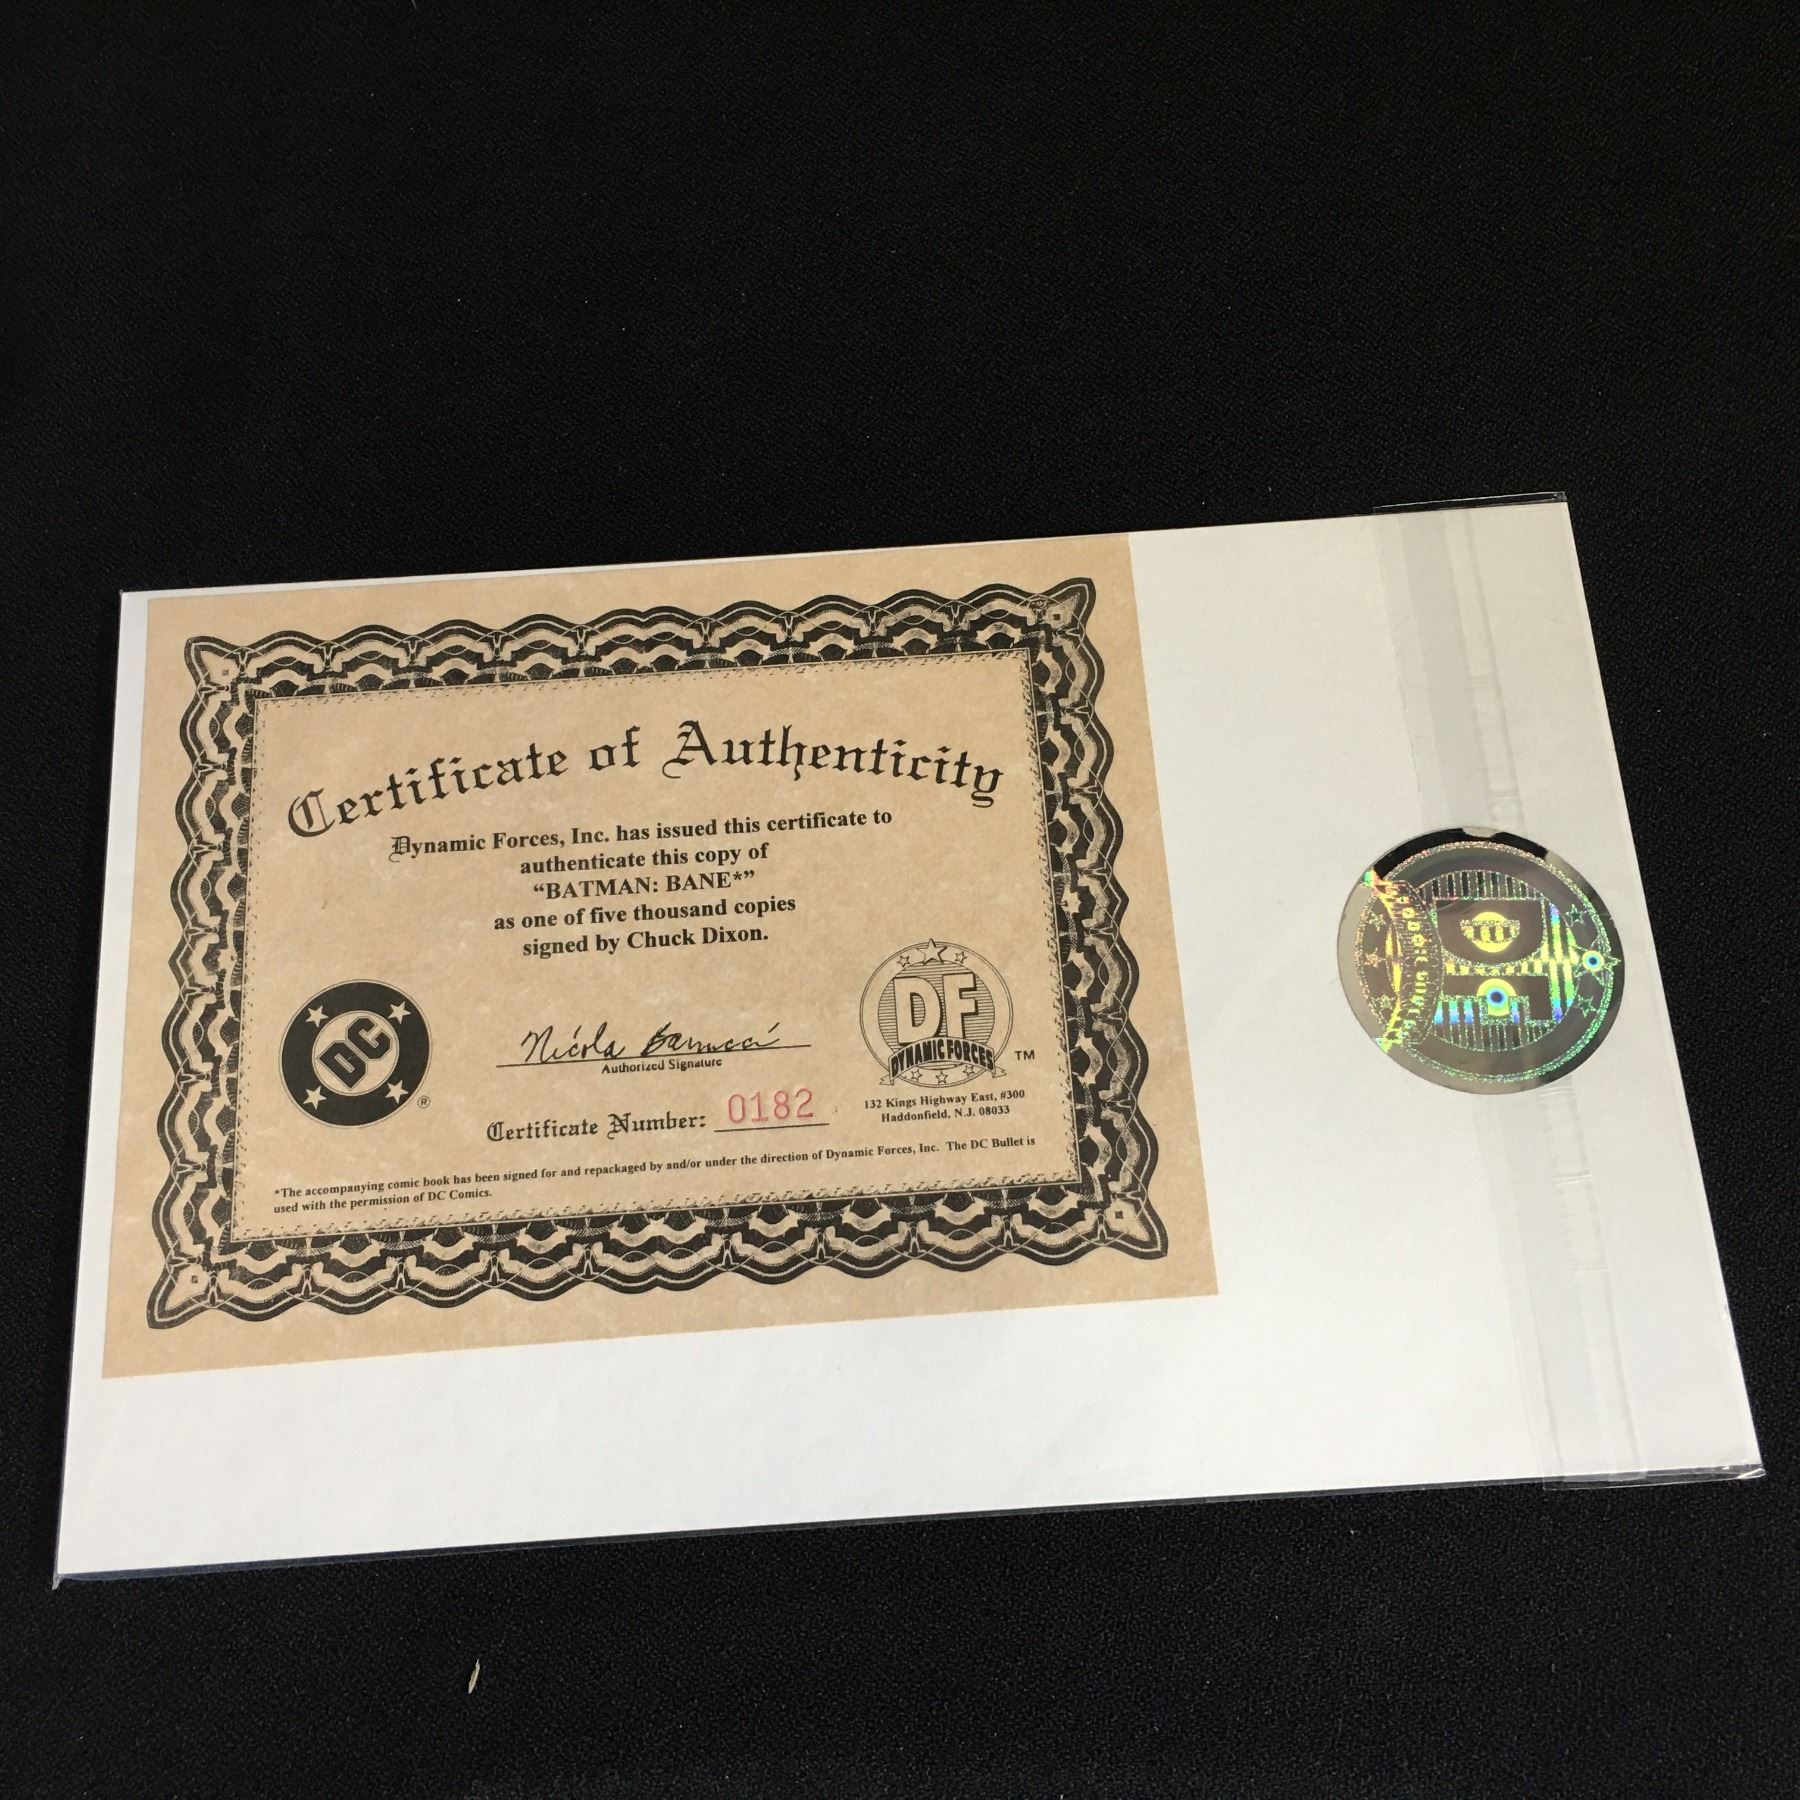 Certificate of Authenticity
Dynamic Forces, Inc. has issued this certificate to
authenticate this copy of
“BATMAN: BANE*”
as one of five thousand copies
signed by Chuck Dixon.
DC
®
Nicola Barrucci
Authorized Signature
DF
DYNAMIC FORCES
TM
132 Kings Highway East, #300
Haddonfield, N.J. 08033
Certificate Number: 0182
*The accompanying comic book has been signed for and repackaged by and/or under the direction of Dynamic Forces, Inc. The DC Bullet is
used with the permission of DC Comics.
DF